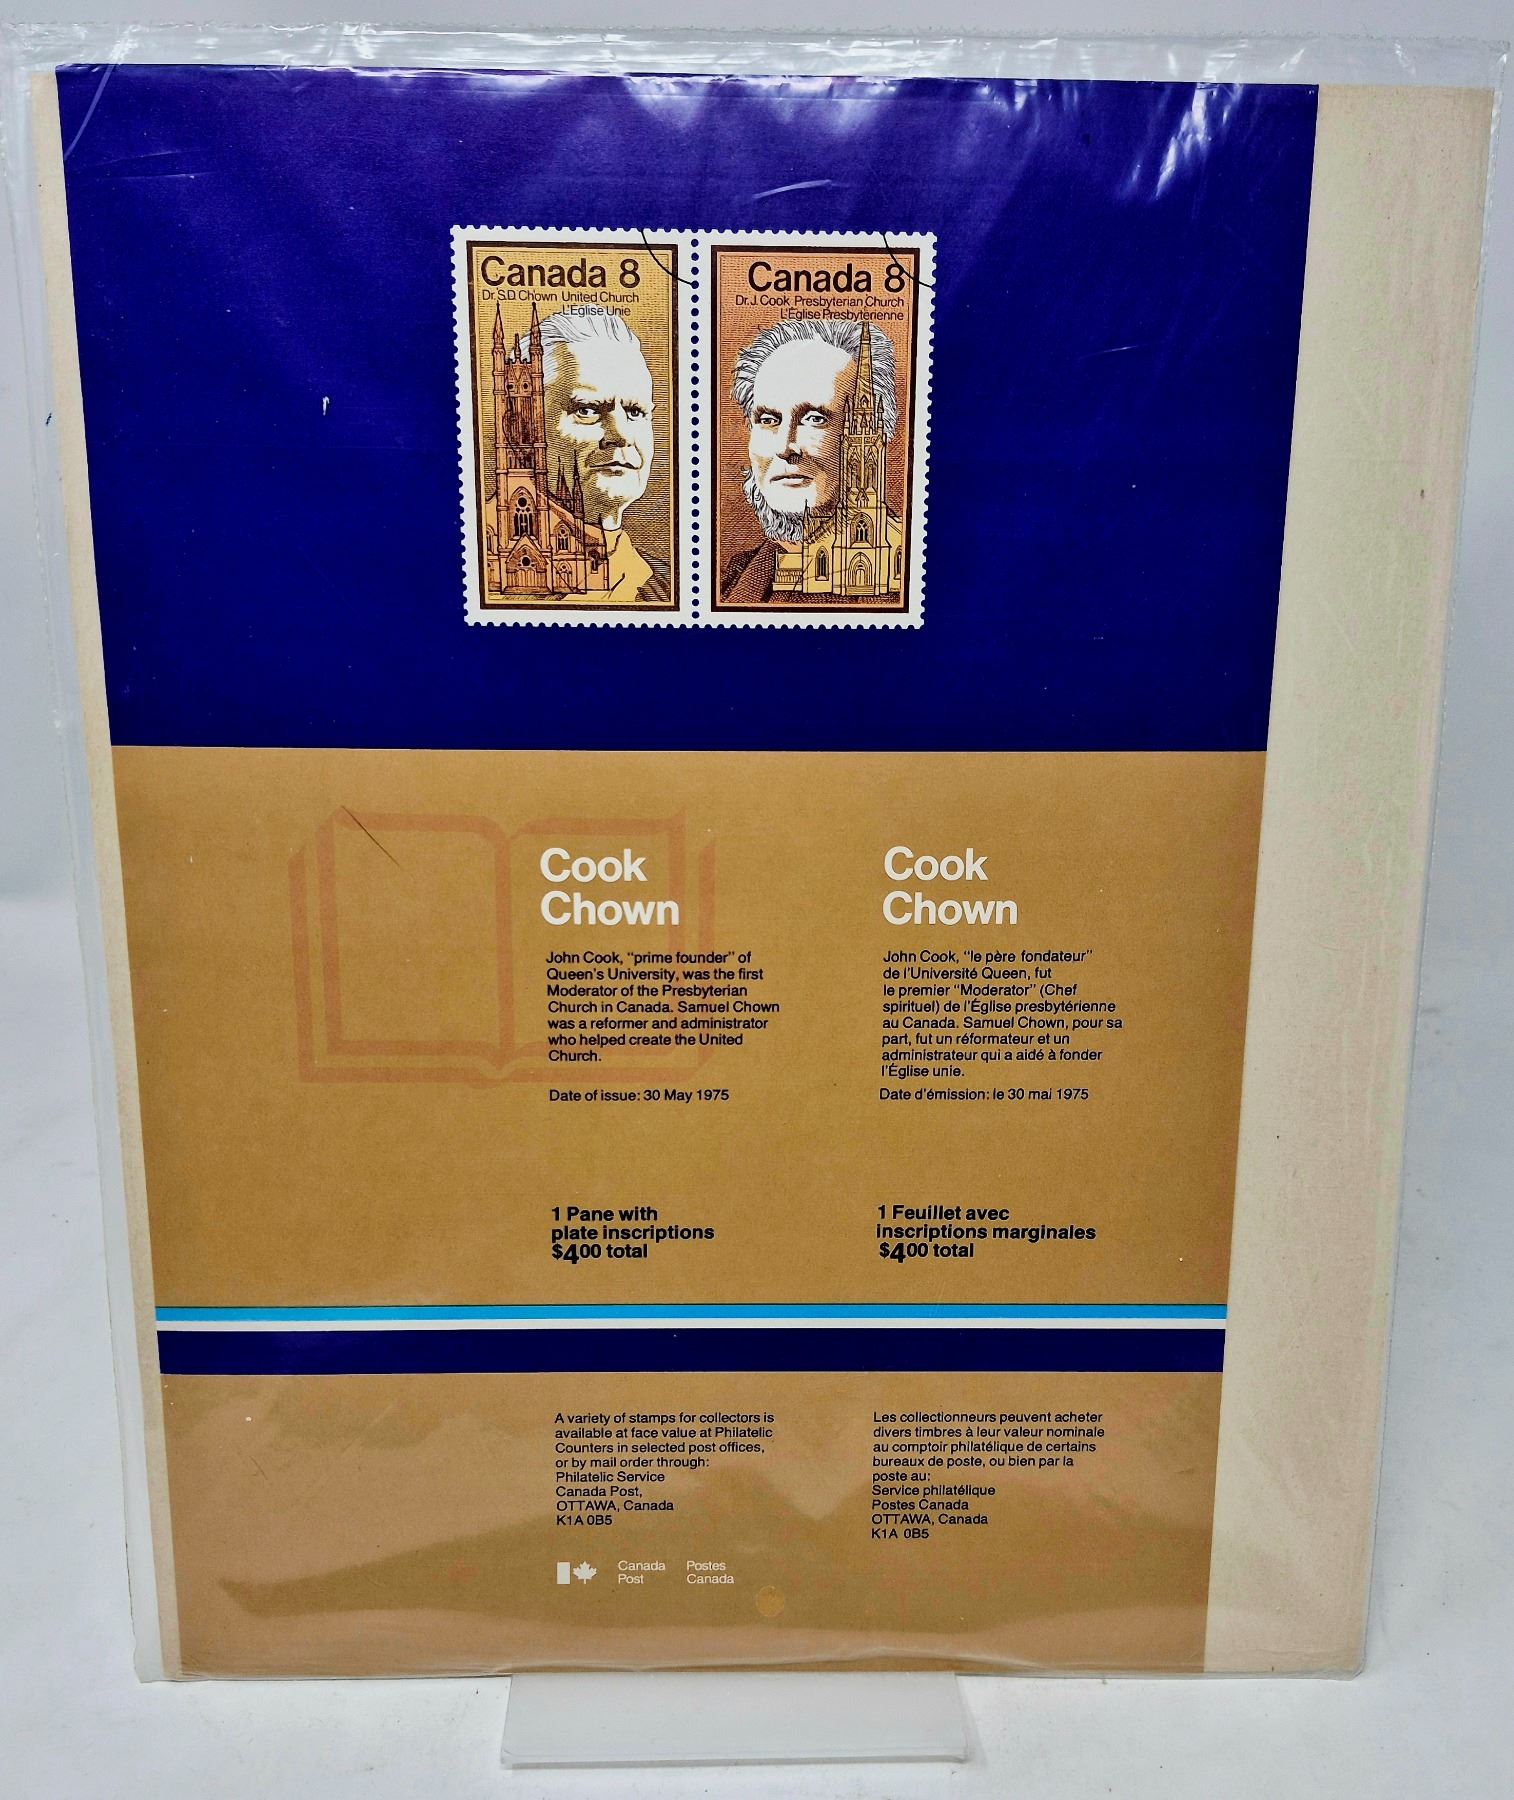 Canada 8
Dr. S.D. Chown United Church
L'Église Unie
Canada 8
Dr. J. Cook Presbyterian Church
L'Église Presbyterienne
Cook
Chown
John Cook, "prime founder" of
Queen's University, was the first
Moderator of the Presbyterian
Church in Canada. Samuel Chown
was a reformer and administrator
who helped create the United
Church.
Date of issue: 30 May 1975
1 Pane with
plate inscriptions
$4.00 total
Cook
Chown
John Cook, "le père fondateur"
de l'Université Queen, fut
le premier "Moderator" (Chef
spirituel) de l'Église presbytérienne
au Canada. Samuel Chown, pour sa
part, fut un réformateur et un
administrateur qui a aidé à fonder
l'Église unie.
Date d'émission: le 30 mai 1975
1 Feuillet avec
inscriptions marginales
$4.00 total
A variety of stamps for collectors is
available at face value at Philatelic
Counters in selected post offices,
or by mail order through:
Philatelic Service
Canada Post,
OTTAWA, Canada
K1A 0B5
Les collectionneurs peuvent acheter
divers timbres à leur valeur nominale
au comptoir philatélique de certains
bureaux de poste, ou bien par la
poste au:
Service philatélique
Postes Canada
OTTAWA, Canada
K1A 0B5
Canada
Post
Postes
Canada